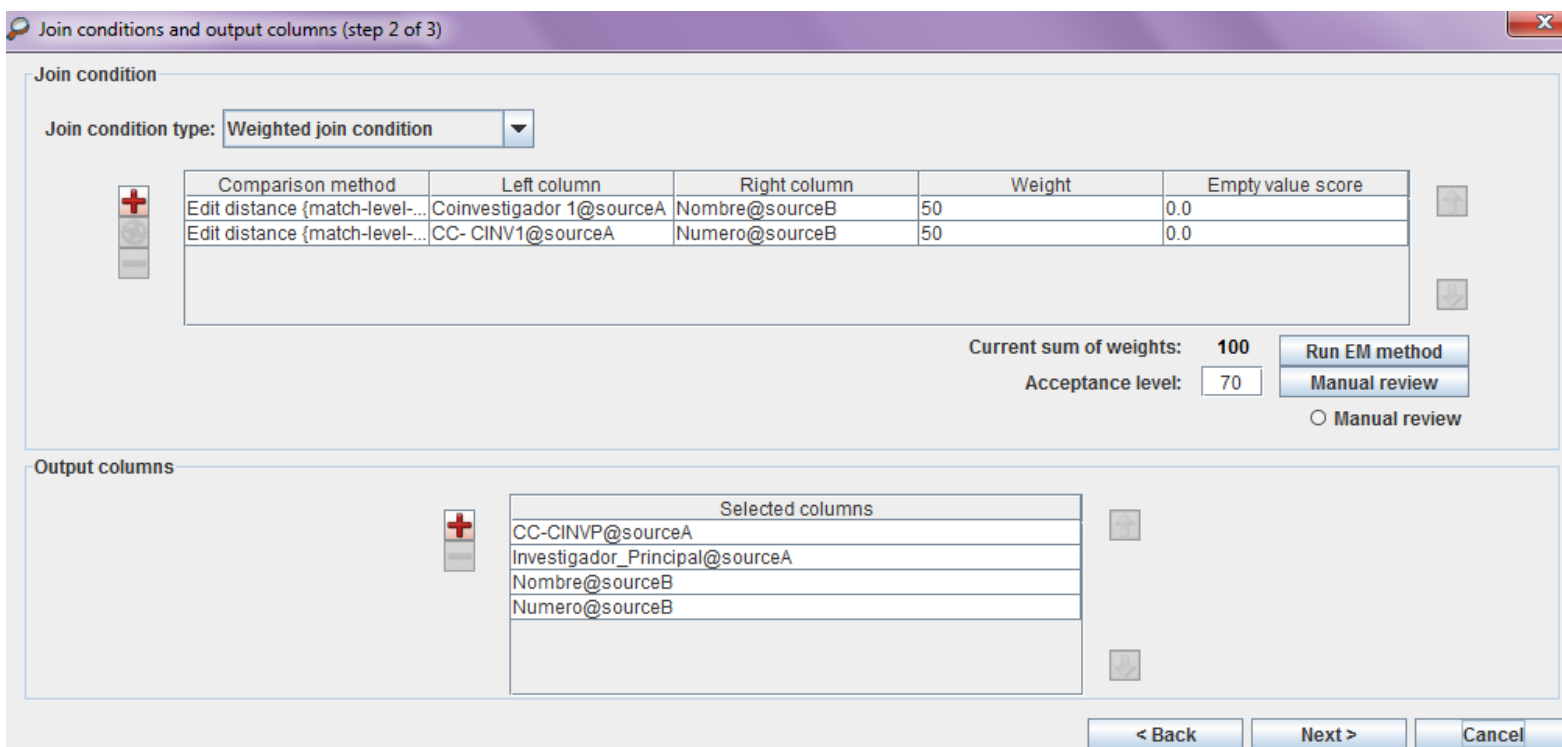 Join conditions and output columns (step 2 of 3)
Join condition
Join condition type: Weighted join condition
Comparison method Left column Right column Weight Empty value score
Edit distance {match-level-... Coinvestigador 1@sourceA Nombre@sourceB 50 0.0
Edit distance {match-level-... CC- CINV1@sourceA Numero@sourceB 50 0.0
Current sum of weights: 100 Run EM method
Acceptance level: 70 Manual review
Manual review
Output columns
Selected columns
CC-CINVP@sourceA
Investigador_Principal@sourceA
Nombre@sourceB
Numero@sourceB
< Back Next > Cancel